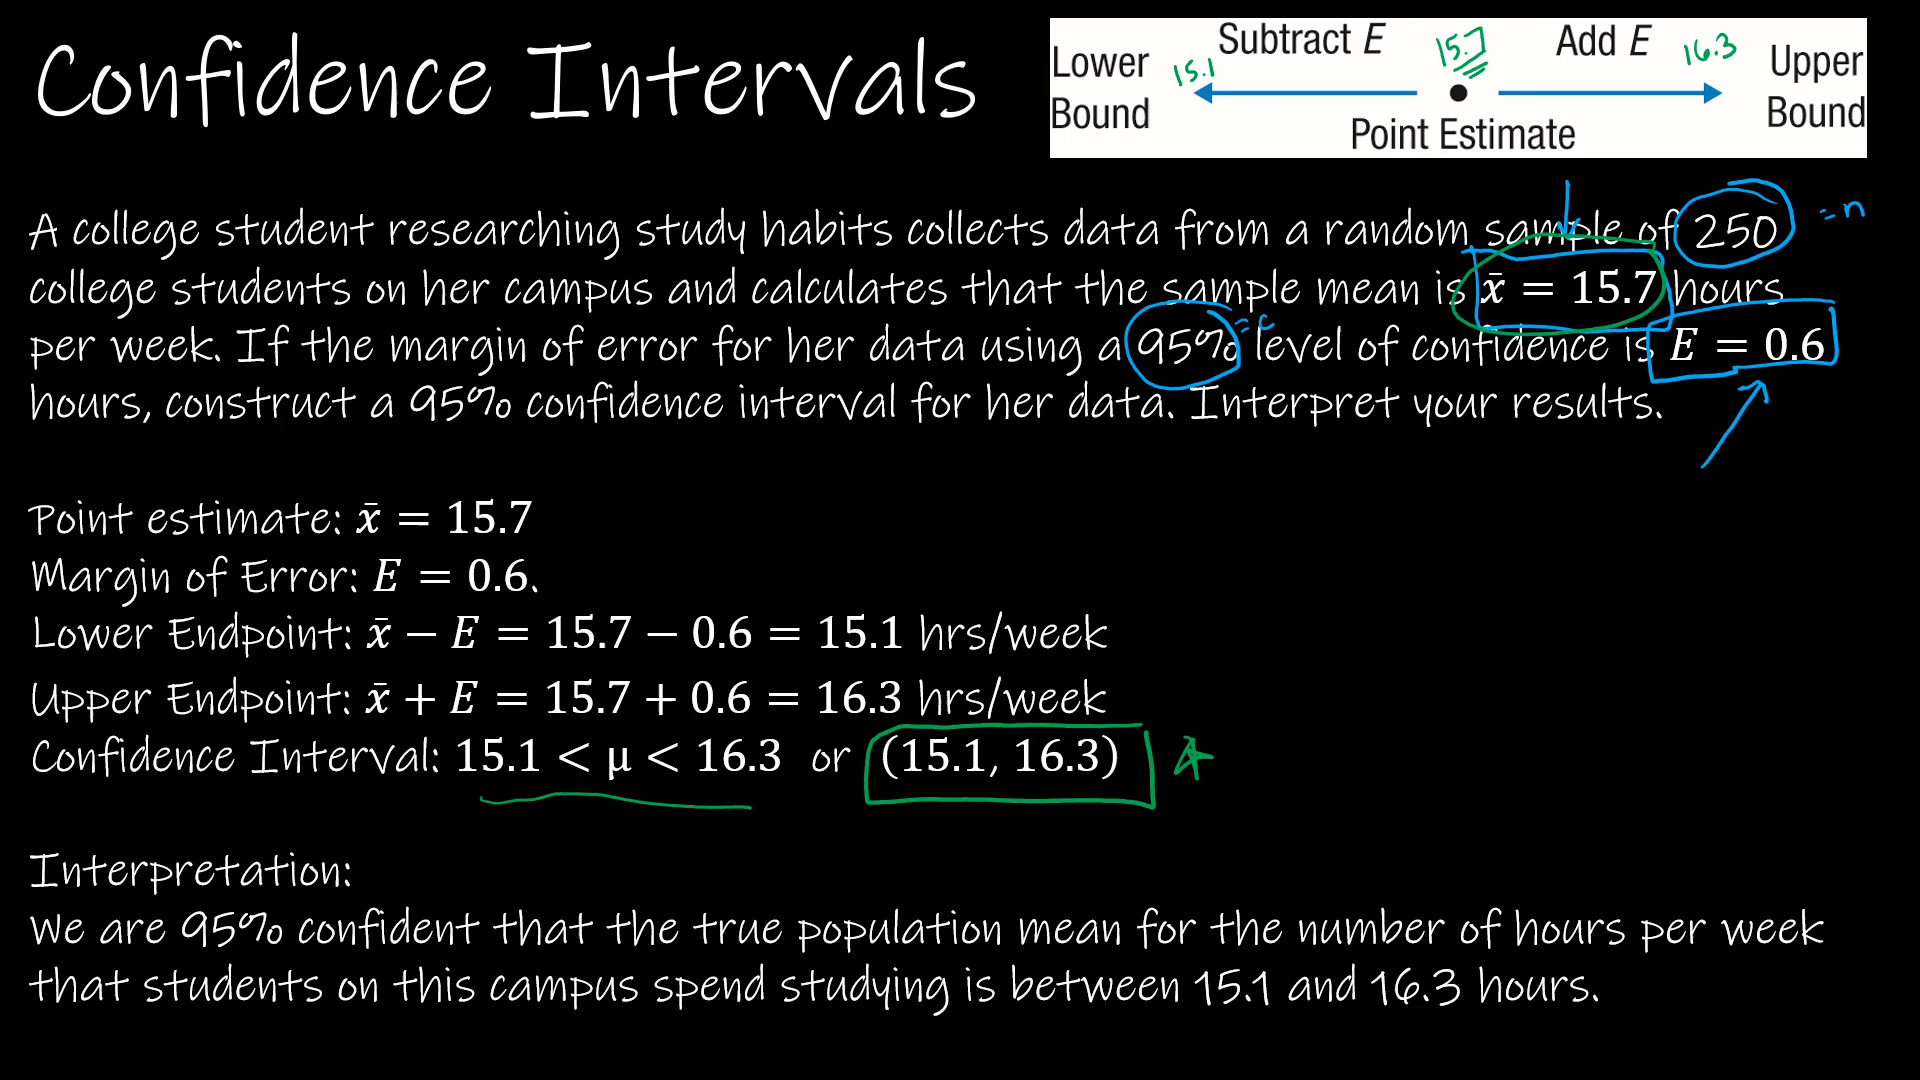 Confidence Intervals
Lower Bound
15.1
Subtract E
15.7
Point Estimate
Add E
16.3
Upper Bound
A college student researching study habits collects data from a random sample of 250 = n
college students on her campus and calculates that the sample mean is x̄ = 15.7 hours
per week. If the margin of error for her data using a 95% = c level of confidence is E = 0.6
hours, construct a 95% confidence interval for her data. Interpret your results.
Point estimate: x̄ = 15.7
Margin of Error: E = 0.6.
Lower Endpoint: x̄ − E = 15.7 − 0.6 = 15.1 hrs/week
Upper Endpoint: x̄ + E = 15.7 + 0.6 = 16.3 hrs/week
Confidence Interval: 15.1 < μ < 16.3 or (15.1, 16.3)
Interpretation:
We are 95% confident that the true population mean for the number of hours per week
that students on this campus spend studying is between 15.1 and 16.3 hours.